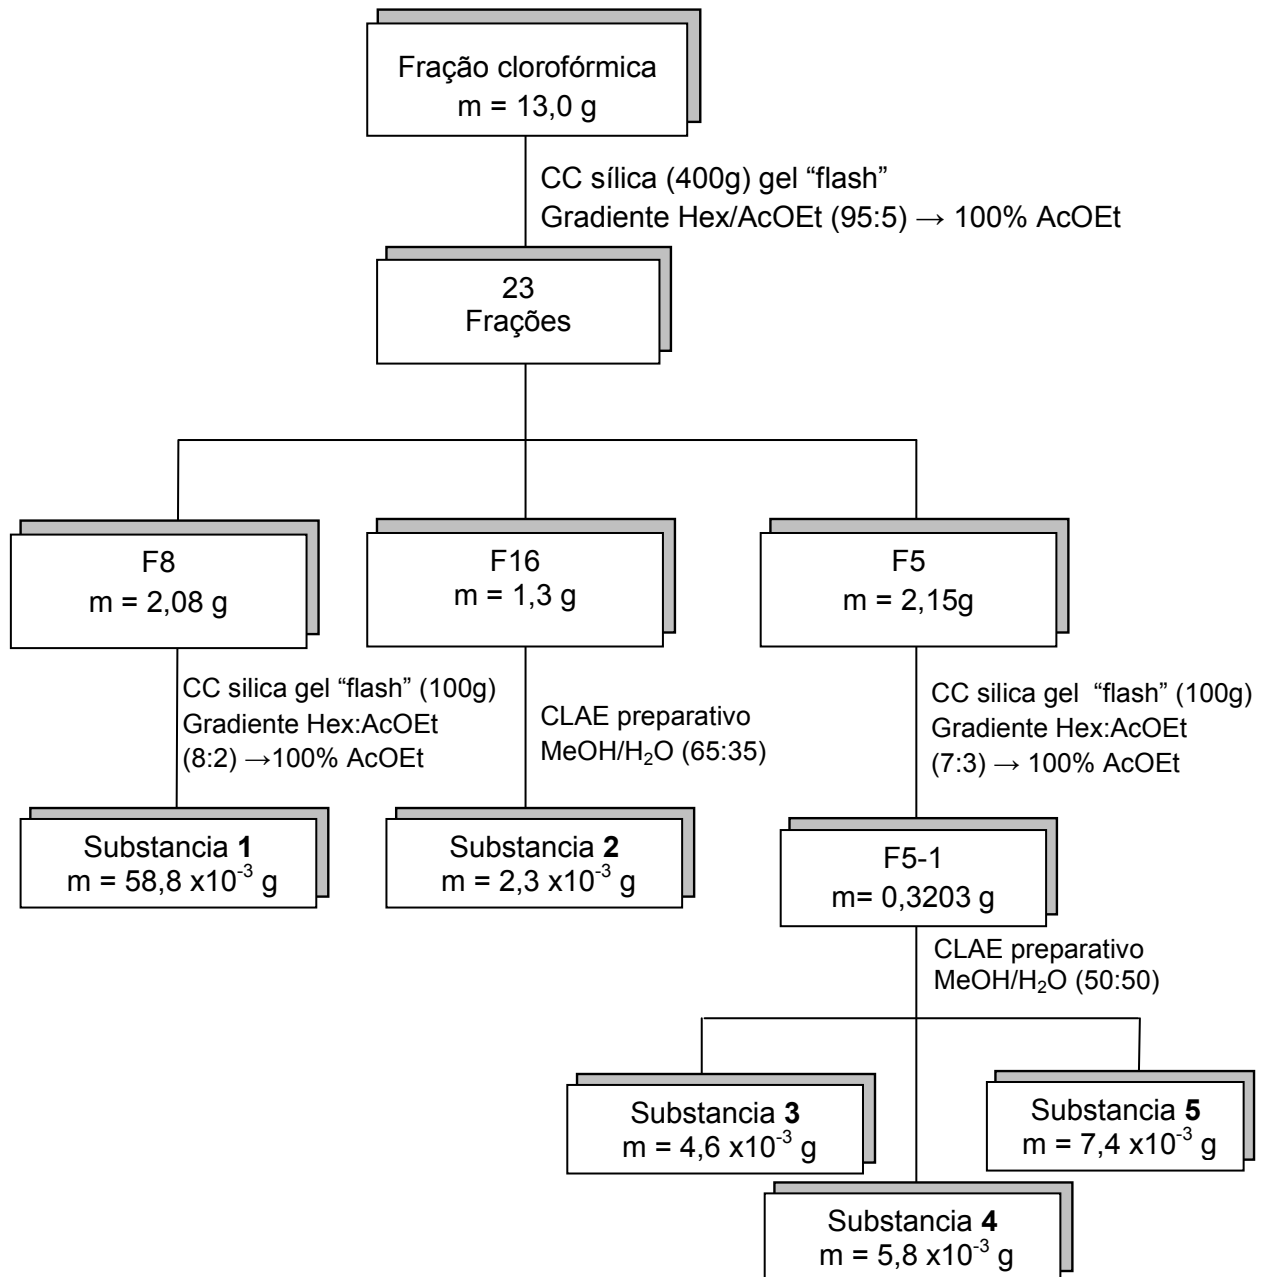 Fração clorofórmica
m = 13,0 g
CC sílica (400g) gel “flash”
Gradiente Hex/AcOEt (95:5) → 100% AcOEt
23
Frações
F8
m = 2,08 g
F16
m = 1,3 g
F5
m = 2,15g
CC silica gel “flash” (100g)
Gradiente Hex:AcOEt
(8:2) →100% AcOEt
CLAE preparativo
MeOH/H₂O (65:35)
CC silica gel “flash” (100g)
Gradiente Hex:AcOEt
(7:3) → 100% AcOEt
Substancia 1
m = 58,8 x10⁻³ g
Substancia 2
m = 2,3 x10⁻³ g
F5-1
m= 0,3203 g
CLAE preparativo
MeOH/H₂O (50:50)
Substancia 3
m = 4,6 x10⁻³ g
Substancia 5
m = 7,4 x10⁻³ g
Substancia 4
m = 5,8 x10⁻³ g